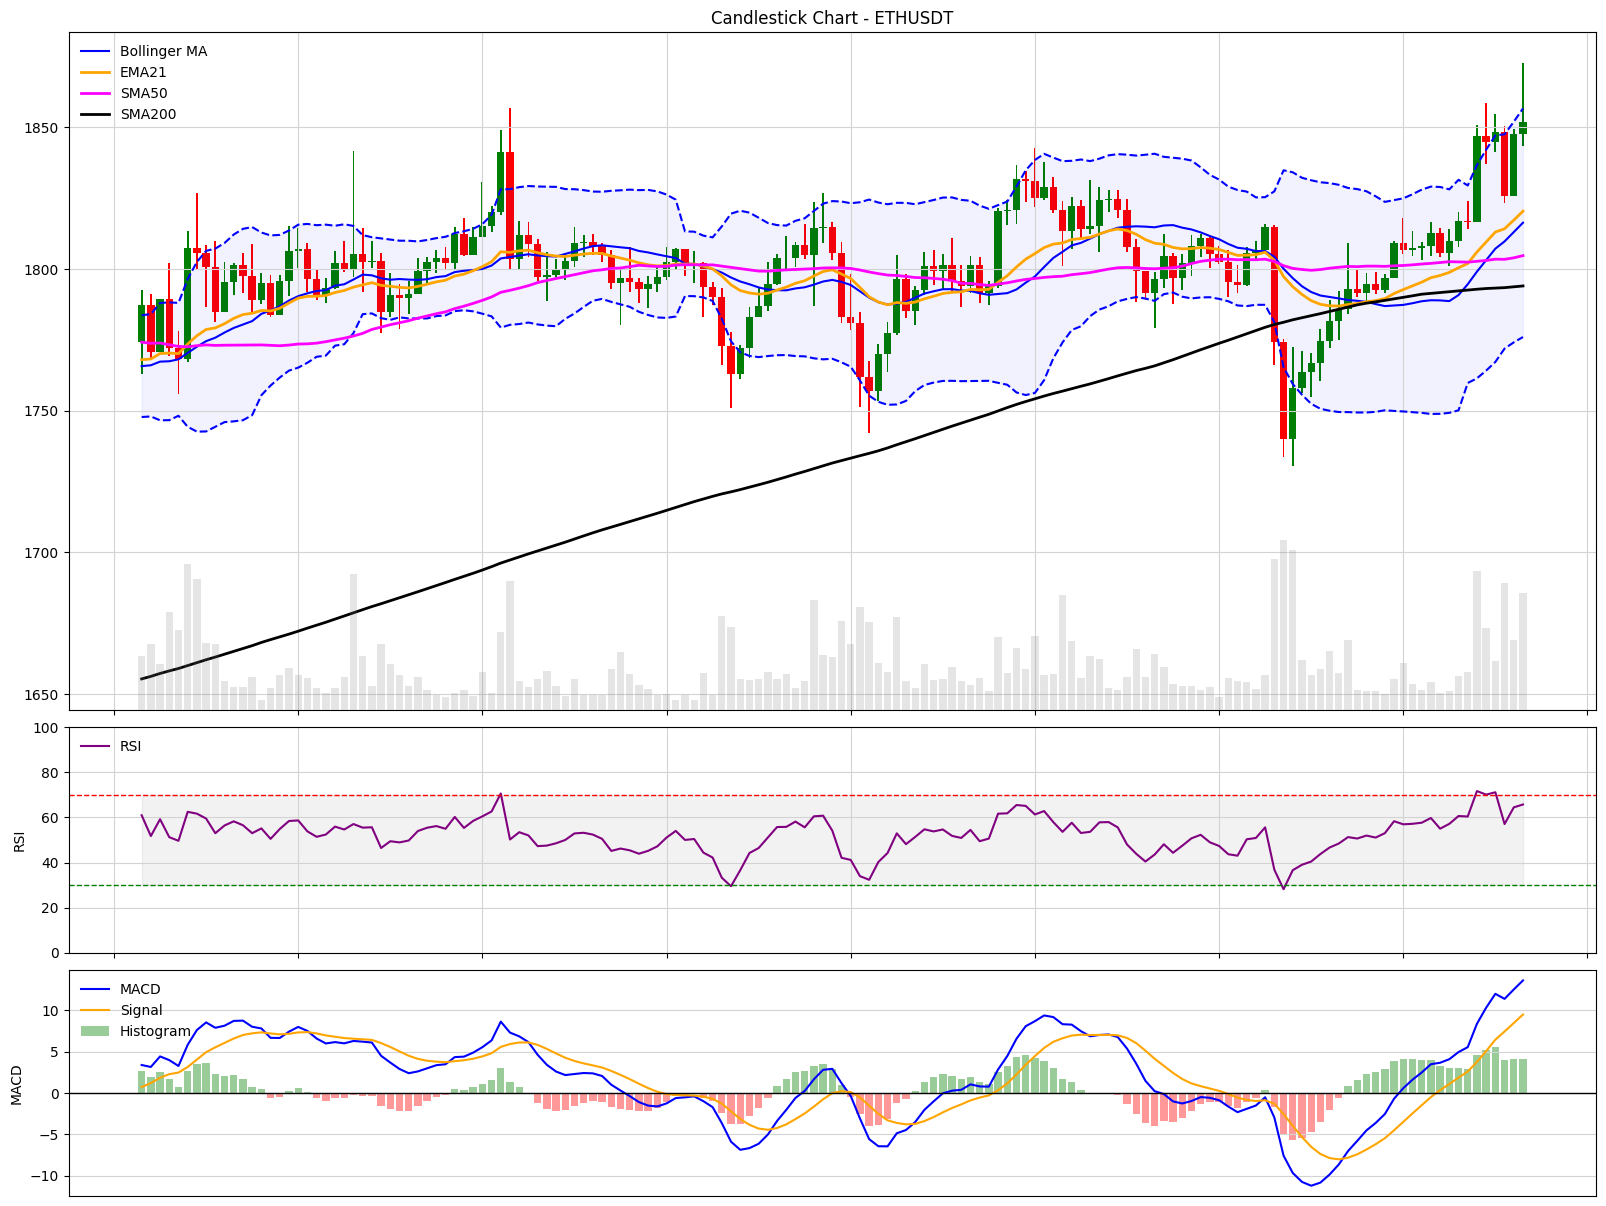 Candlestick Chart - ETHUSDT
Bollinger MA
EMA21
SMA50
SMA200
1850
1800
1750
1700
1650
100
80
60
40
20
0
RSI
RSI
10
5
0
−5
−10
MACD
MACD
Signal
Histogram